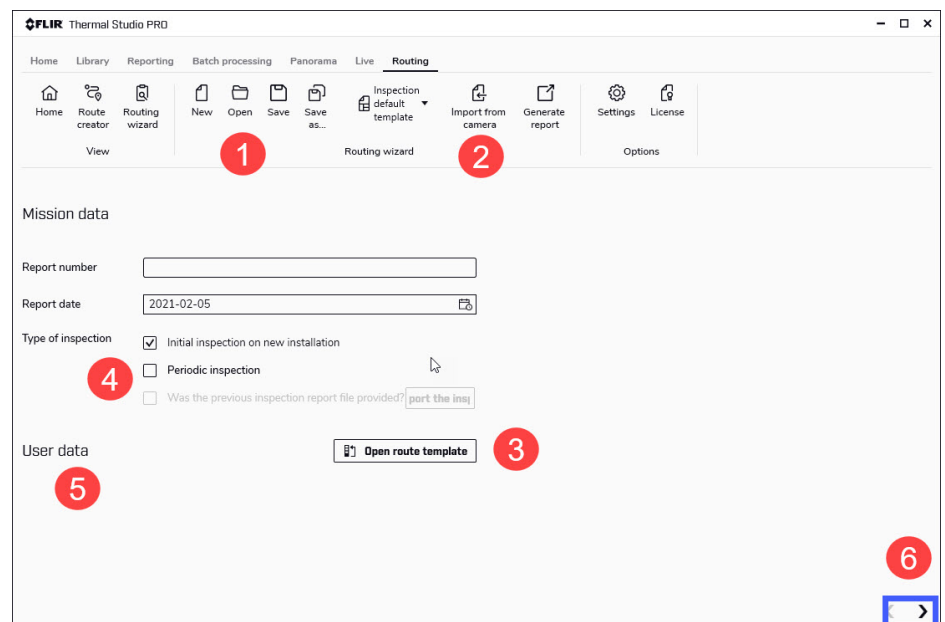 FLIR Thermal Studio PRO
Home Library Reporting Batch processing Panorama Live Routing
Home Route creator Routing wizard New Open Save Save as... Inspection default template Import from camera Generate report Settings License
View Routing wizard Options
1
2
Mission data
Report number
Report date 2021-02-05
Type of inspection Initial inspection on new installation
4 Periodic inspection
Was the previous inspection report file provided? port the insp
User data Open route template 3
5
6